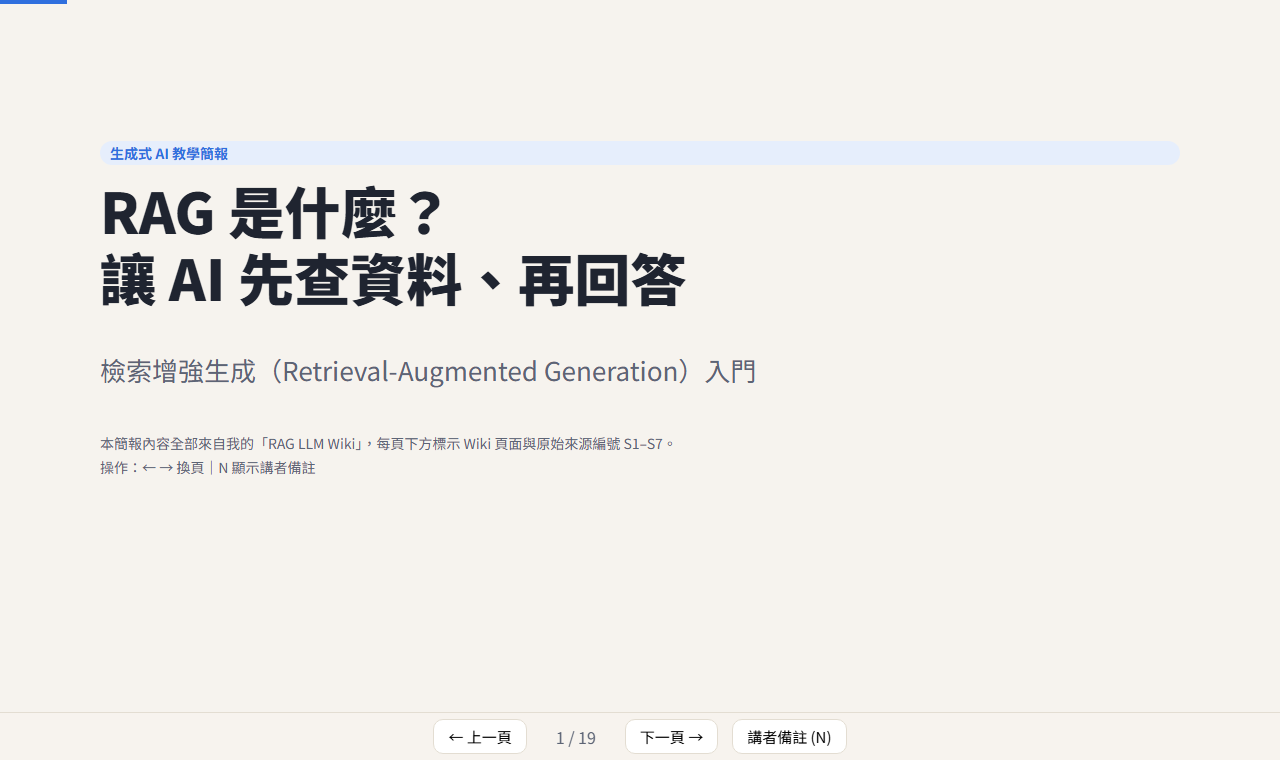 生成式 AI 教學簡報
RAG 是什麼？
讓 AI 先查資料、再回答
檢索增強生成（Retrieval-Augmented Generation）入門
本簡報內容全部來自我的「RAG LLM Wiki」，每頁下方標示 Wiki 頁面與原始來源編號 S1–S7。
操作：← → 換頁｜N 顯示講者備註
← 上一頁
1 / 19
下一頁 →
講者備註 (N)